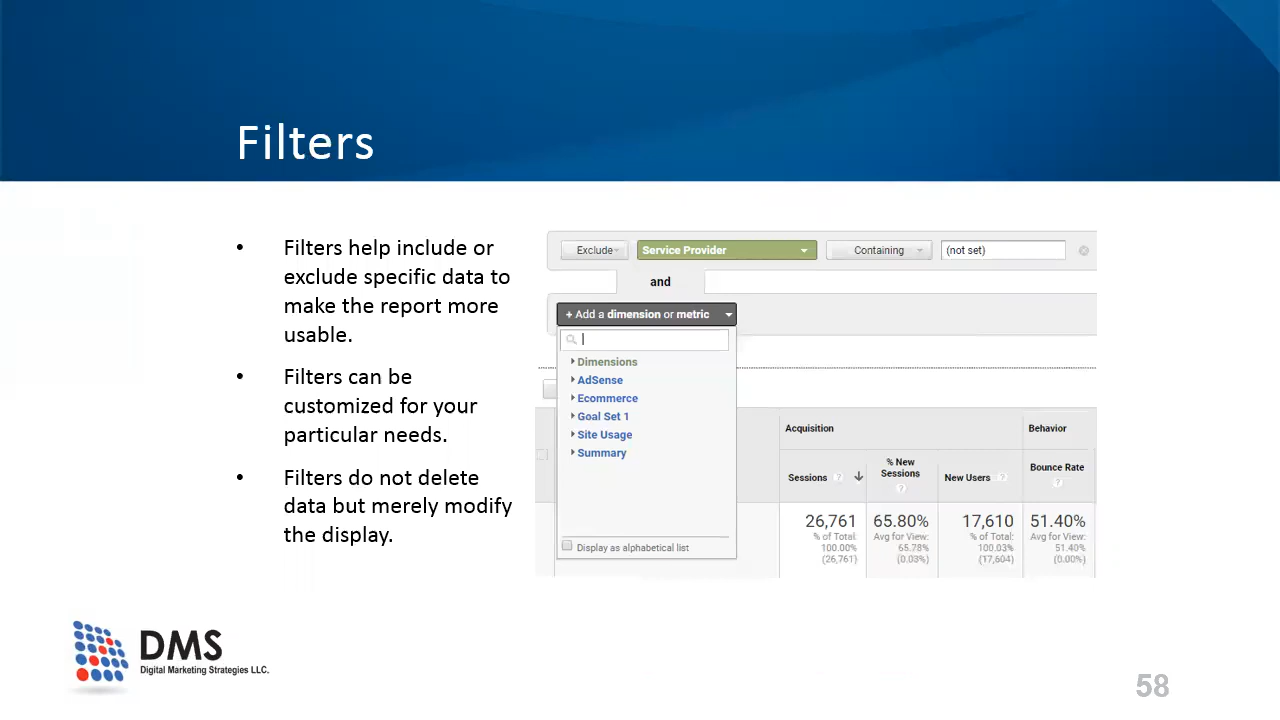 Filters
• Filters help include or
exclude specific data to
make the report more
usable.
• Filters can be
customized for your
particular needs.
• Filters do not delete
data but merely modify
the display.
Exclude Service Provider Containing (not set)
and
+ Add a dimension or metric
Dimensions
AdSense
Ecommerce
Goal Set 1
Site Usage
Summary
Display as alphabetical list
Acquisition Behavior
Sessions ? % New Sessions ? New Users ? Bounce Rate ?
26,761 65.80% 17,610 51.40%
% of Total: Avg for View: % of Total: Avg for View:
100.00% 65.78% 100.03% 51.40%
(26,761) (0.03%) (17,604) (0.00%)
DMS
Digital Marketing Strategies LLC.
58